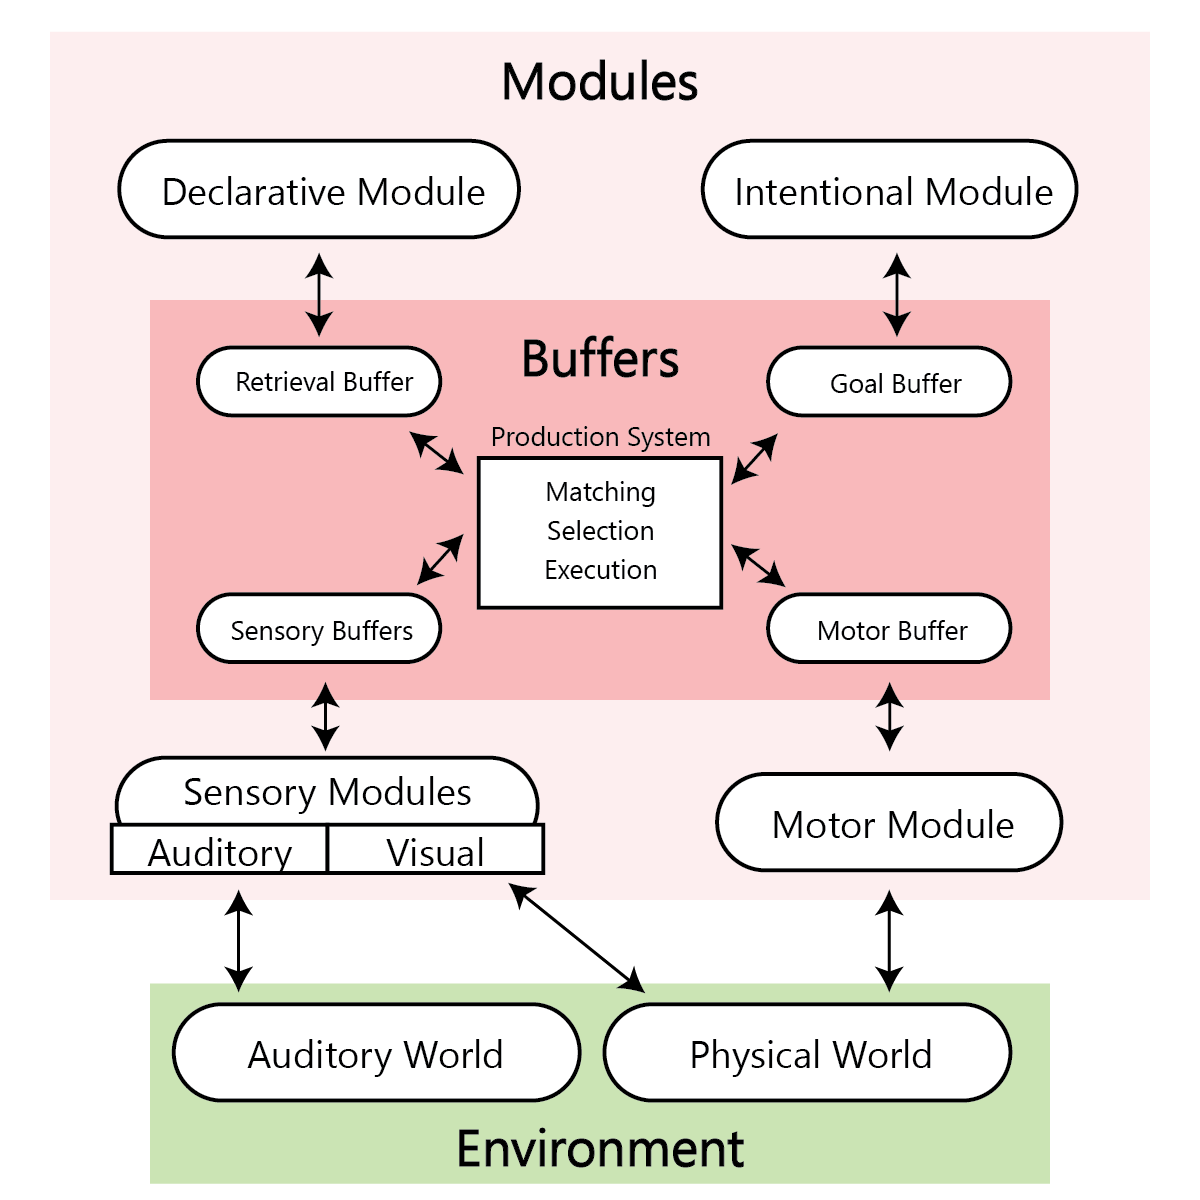 Modules
Declarative Module
Intentional Module
Buffers
Retrieval Buffer
Goal Buffer
Production System
Matching
Selection
Execution
Sensory Buffers
Motor Buffer
Sensory Modules
Auditory
Visual
Motor Module
Auditory World
Physical World
Environment